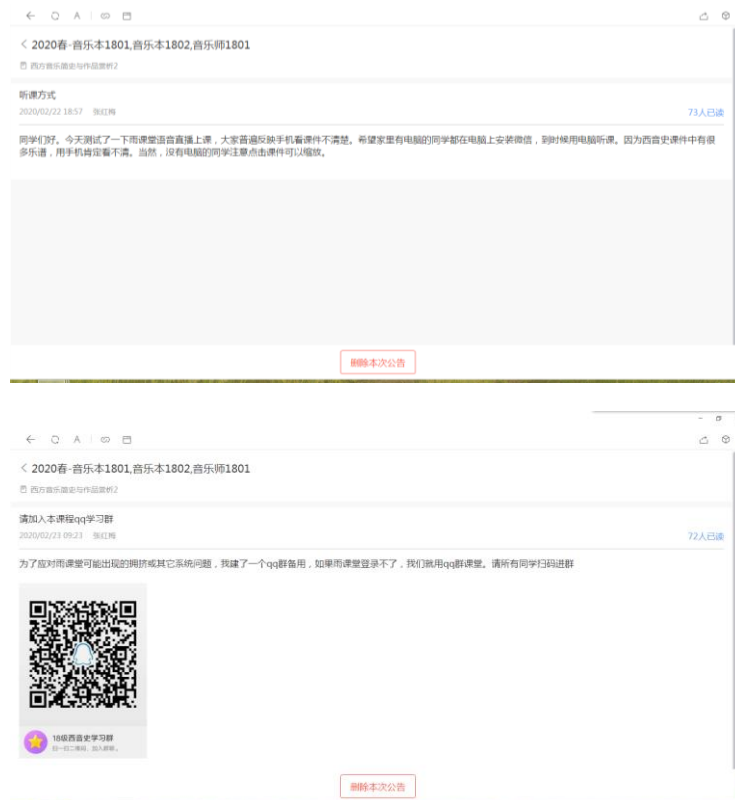 2020春-音乐本1801,音乐本1802,音乐师1801
西方音乐简史与作品赏析2
听课方式
2020/02/22 18:57 张红梅
73人已读
同学们好。今天测试了一下雨课堂语音直播上课，大家普遍反映手机看课件不清楚。希望家里有电脑的同学都在电脑上安装微信，到时候用电脑听课。因为西音史课件中有很
多乐谱，用手机肯定看不清。当然，没有电脑的同学注意点击课件可以缩放。
删除本次公告
2020春-音乐本1801,音乐本1802,音乐师1801
西方音乐简史与作品赏析2
请加入本课程qq学习群
2020/02/23 09:23 张红梅
72人已读
为了应对雨课堂可能出现的拥挤或其它系统问题，我建了一个qq群备用，如果雨课堂登录不了，我们就用qq群课堂。请所有同学扫码进群
18级西音史学习群
扫一扫二维码，加入群聊。
删除本次公告